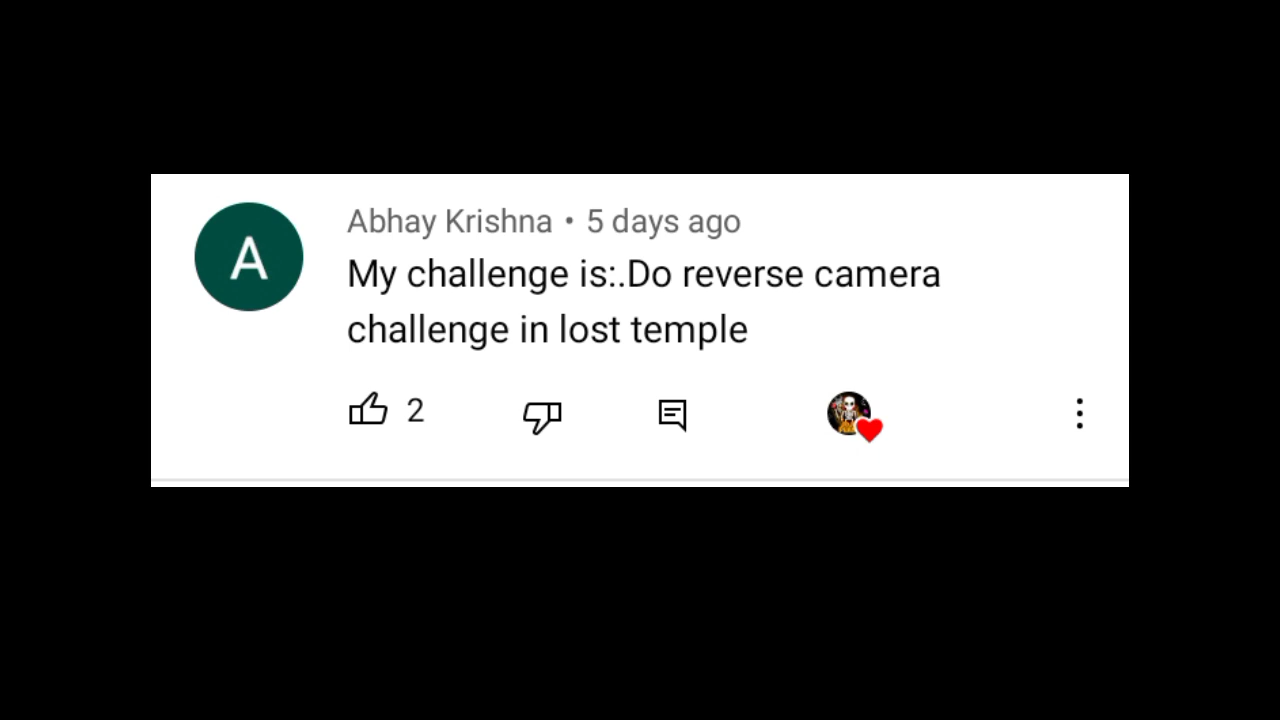 A
Abhay Krishna • 5 days ago
My challenge is:.Do reverse camera
challenge in lost temple
2